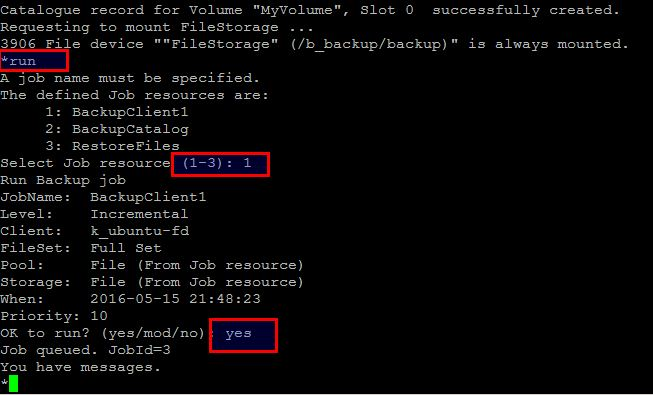 Catalogue record for Volume "MyVolume", Slot 0  successfully created.
Requesting to mount FileStorage ...
3906 File device ""FileStorage" (/b_backup/backup)" is always mounted.
*run
A job name must be specified.
The defined Job resources are:
     1: BackupClient1
     2: BackupCatalog
     3: RestoreFiles
Select Job resource (1-3): 1
Run Backup job
JobName:  BackupClient1
Level:    Incremental
Client:   k_ubuntu-fd
FileSet:  Full Set
Pool:     File (From Job resource)
Storage:  File (From Job resource)
When:     2016-05-15 21:48:23
Priority: 10
OK to run? (yes/mod/no): yes
Job queued. JobId=3
You have messages.
*